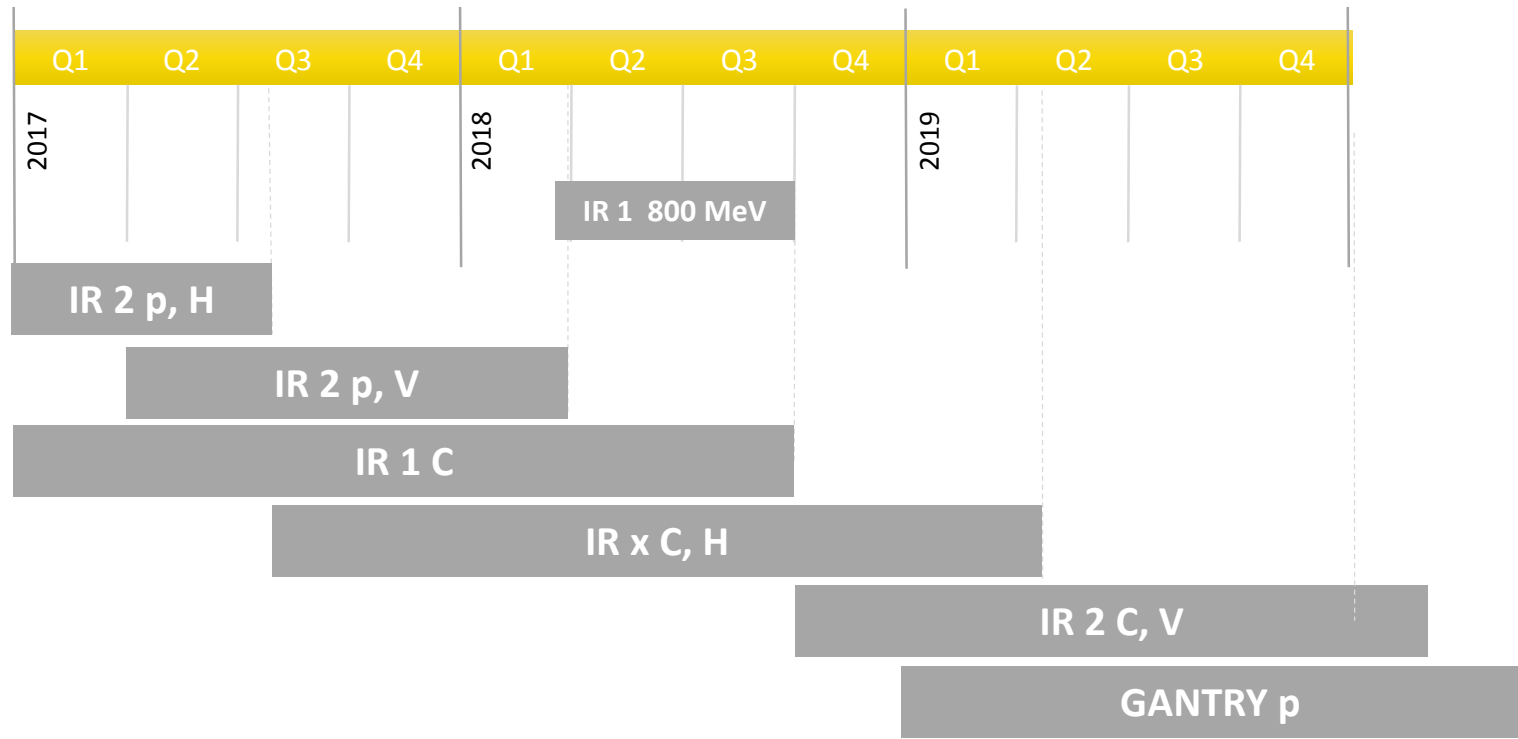 Q1 Q2 Q3 Q4 Q1 Q2 Q3 Q4 Q1 Q2 Q3 Q4
2017 2018 2019
IR 1 800 MeV
IR 2 p, H
IR 2 p, V
IR 1 C
IR x C, H
IR 2 C, V
GANTRY p